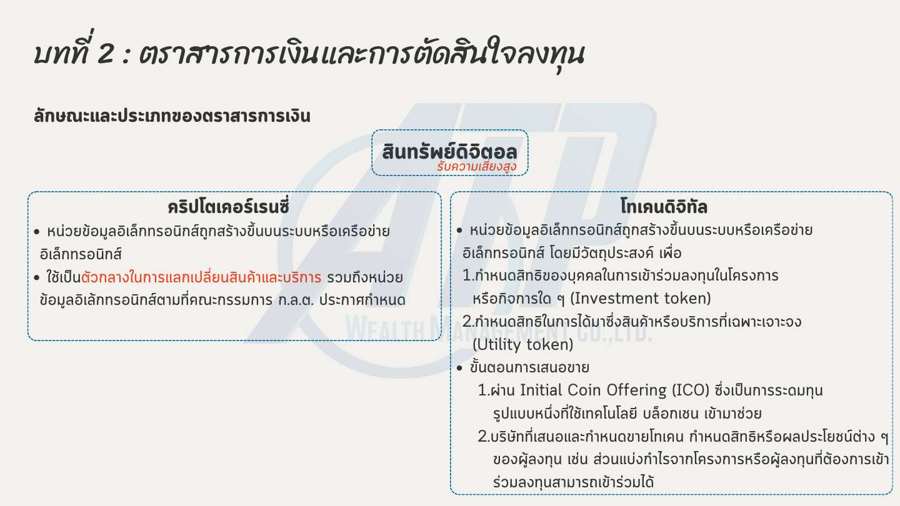 บทที่ 2 : ตราสารการเงินและการตัดสินใจลงทุน
ลักษณะและประเภทของตราสารการเงิน
สินทรัพย์ดิจิตอล
รับความเสี่ยงสูง
คริปโตเคอร์เรนซี่
• หน่วยข้อมูลอิเล็กทรอนิกส์ถูกสร้างขึ้นบนระบบหรือเครือข่าย
อิเล็กทรอนิกส์
• ใช้เป็นตัวกลางในการแลกเปลี่ยนสินค้าและบริการ รวมถึงหน่วย
ข้อมูลอิเล้กทรอนิกส์ตามที่คณะกรรมการ ก.ล.ต. ประกาศกำหนด
โทเคนดิจิทัล
• หน่วยข้อมูลอิเล็กทรอนิกส์ถูกสร้างขึ้นบนระบบหรือเครือข่าย
อิเล็กทรอนิกส์ โดยมีวัตถุประสงค์ เพื่อ
1.กำหนดสิทธิของบุคคลในการเข้าร่วมลงทุนในโครงการ
หรือกิจการใด ๆ (Investment token)
2.กำหนดสิทธิในการได้มาซึ่งสินค้าหรือบริการที่เฉพาะเจาะจง
(Utility token)
• ขั้นตอนการเสนอขาย
1.ผ่าน Initial Coin Offering (ICO) ซึ่งเป็นการระดมทุน
รูปแบบหนึ่งที่ใช้เทคโนโลยี บล็อกเชน เข้ามาช่วย
2.บริษัทที่เสนอและกำหนดขายโทเคน กำหนดสิทธิหรือผลประโยชน์ต่าง ๆ
ของผู้ลงทุน เช่น ส่วนแบ่งกำไรจากโครงการหรือผู้ลงทุนที่ต้องการเข้า
ร่วมลงทุนสามารถเข้าร่วมได้
ATP
WEALTH MANAGEMENT CO.,LTD.